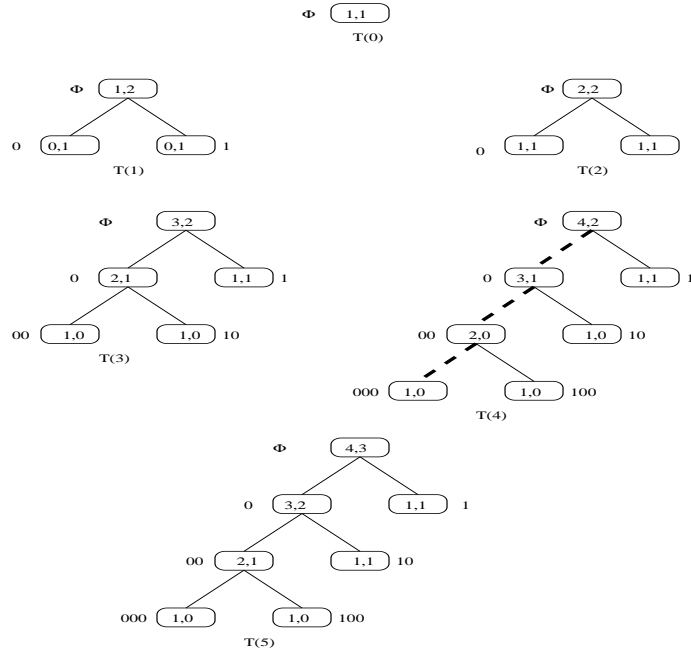 Φ 1,1
T(0)
Φ 1,2
Φ 2,2
0 0,1 0,1 1
0 1,1 1,1
T(1)
T(2)
Φ 3,2
Φ 4,2
0 2,1 1,1 1
0 3,1 1,1 1
00 1,0 1,0 10
00 2,0 1,0 10
T(3)
000 1,0 1,0 100
T(4)
Φ 4,3
0 3,2 1,1 1
00 2,1 1,1 10
000 1,0 1,0 100
T(5)